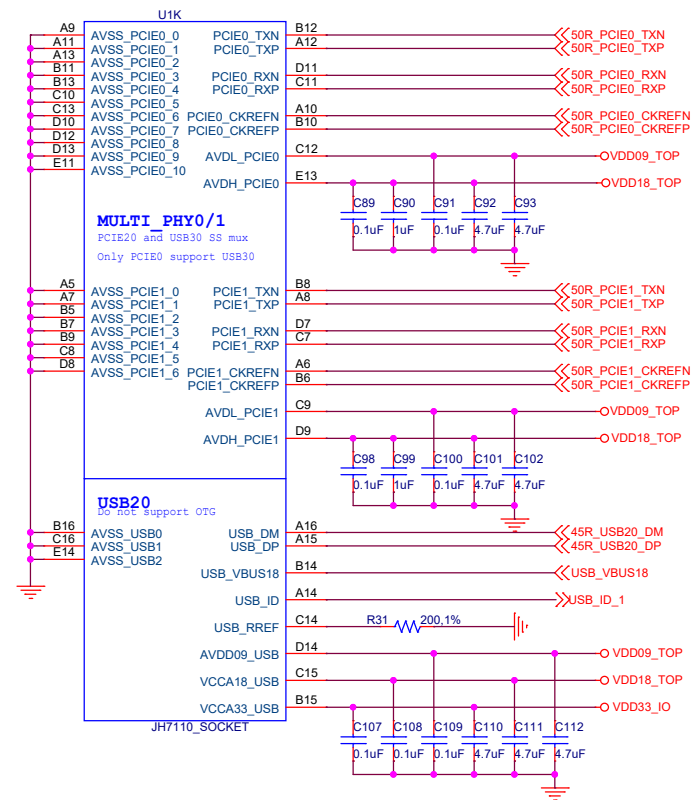 U1K
A9 AVSS_PCIE0_0 PCIE0_TXN B12 50R_PCIE0_TXN
A11 AVSS_PCIE0_1 PCIE0_TXP A12 50R_PCIE0_TXP
A13 AVSS_PCIE0_2
B11 AVSS_PCIE0_3 PCIE0_RXN D11 50R_PCIE0_RXN
B13 AVSS_PCIE0_4 PCIE0_RXP C11 50R_PCIE0_RXP
C10 AVSS_PCIE0_5
C13 AVSS_PCIE0_6 PCIE0_CKREFN A10 50R_PCIE0_CKREFN
D10 AVSS_PCIE0_7 PCIE0_CKREFP B10 50R_PCIE0_CKREFP
D12 AVSS_PCIE0_8
D13 AVSS_PCIE0_9 AVDL_PCIE0 C12 VDD09_TOP
E11 AVSS_PCIE0_10
AVDH_PCIE0 E13 VDD18_TOP
C89 C90 C91 C92 C93
0.1uF 1uF 0.1uF 4.7uF 4.7uF
MULTI_PHY0/1
PCIE20 and USB30 SS mux
Only PCIE0 support USB30
A5 AVSS_PCIE1_0 PCIE1_TXN B8 50R_PCIE1_TXN
A7 AVSS_PCIE1_1 PCIE1_TXP A8 50R_PCIE1_TXP
B5 AVSS_PCIE1_2
B7 AVSS_PCIE1_3 PCIE1_RXN D7 50R_PCIE1_RXN
B9 AVSS_PCIE1_4 PCIE1_RXP C7 50R_PCIE1_RXP
C8 AVSS_PCIE1_5
D8 AVSS_PCIE1_6 PCIE1_CKREFN A6 50R_PCIE1_CKREFN
PCIE1_CKREFP B6 50R_PCIE1_CKREFP
AVDL_PCIE1 C9 VDD09_TOP
AVDH_PCIE1 D9 VDD18_TOP
C98 C99 C100 C101 C102
0.1uF 1uF 0.1uF 4.7uF 4.7uF
USB20
Do not support OTG
B16 AVSS_USB0 USB_DM A16 45R_USB20_DM
C16 AVSS_USB1 USB_DP A15 45R_USB20_DP
E14 AVSS_USB2
USB_VBUS18 B14 USB_VBUS18
USB_ID A14 USB_ID_1
USB_RREF C14 R31 200,1%
AVDD09_USB D14 VDD09_TOP
VCCA18_USB C15 VDD18_TOP
VCCA33_USB B15 VDD33_IO
JH7110_SOCKET
C107 C108 C109 C110 C111 C112
0.1uF 0.1uF 0.1uF 4.7uF 4.7uF 4.7uF